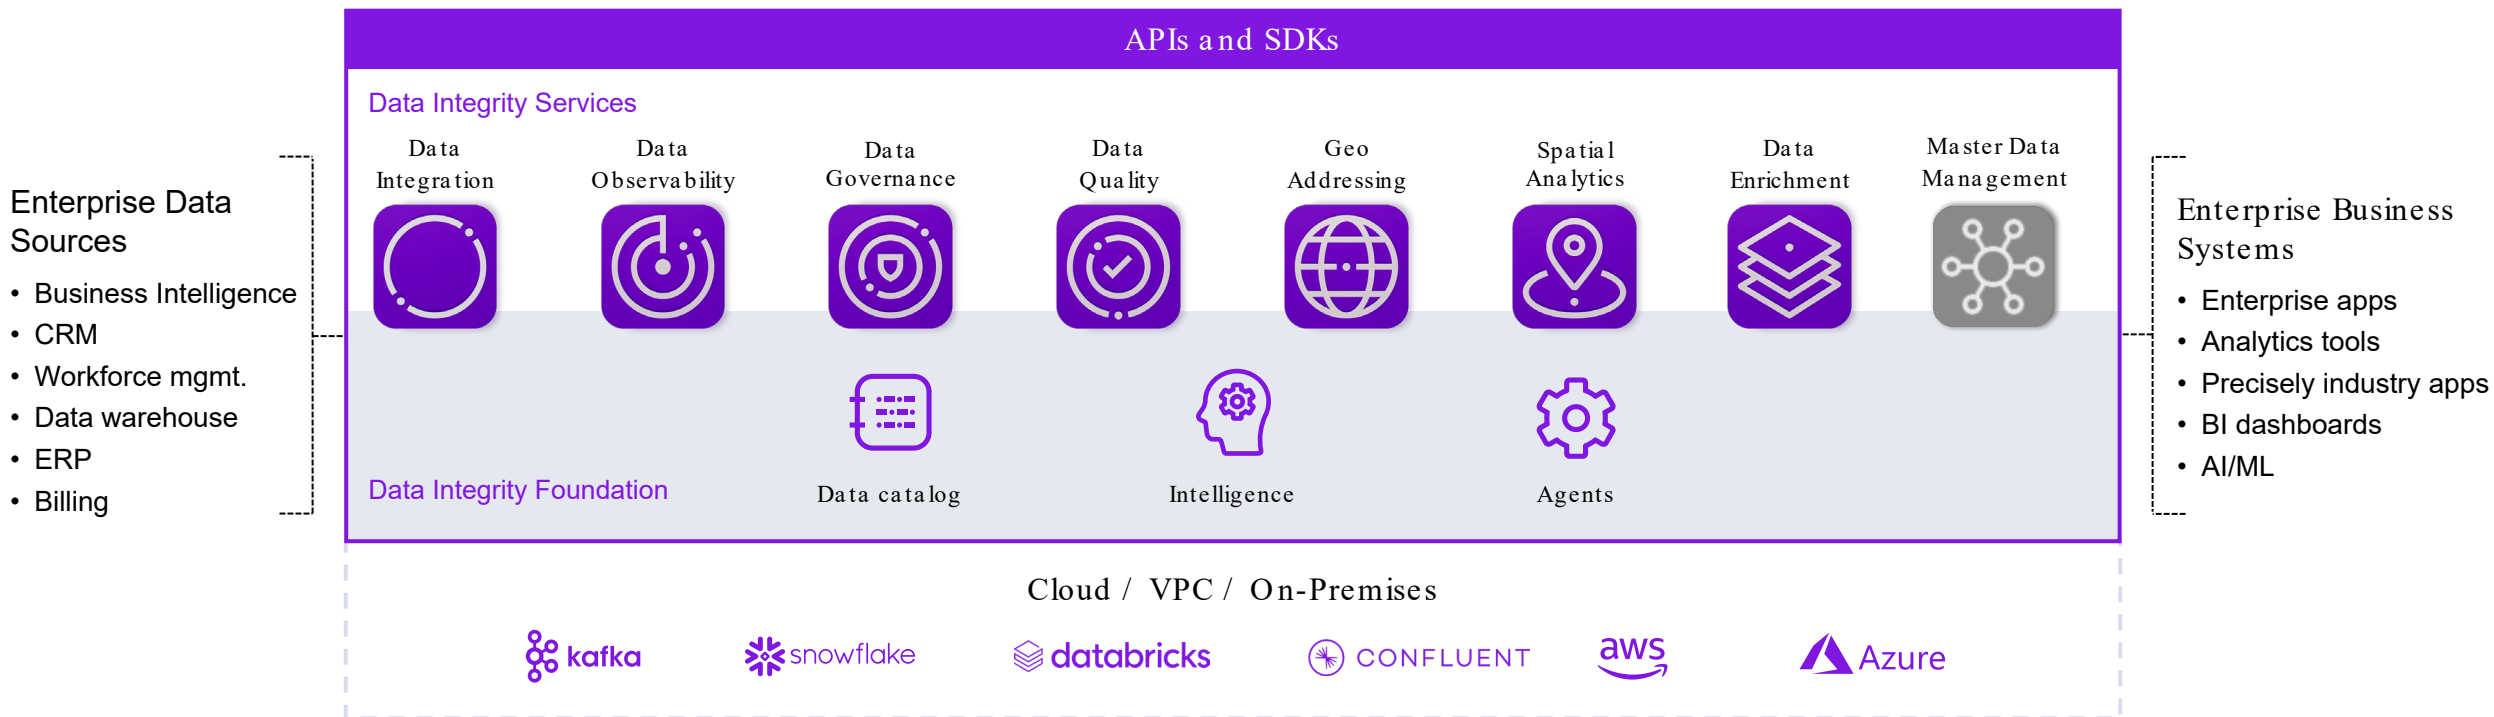 APIs and SDKs
Data Integrity Services
Data
Integration
Data
Observability
Data
Governance
Data
Quality
Geo
Addressing
Spatial
Analytics
Data
Enrichment
Master Data
Management
Enterprise Data
Sources
• Business Intelligence
• CRM
• Workforce mgmt.
• Data warehouse
• ERP
• Billing
Enterprise Business
Systems
• Enterprise apps
• Analytics tools
• Precisely industry apps
• BI dashboards
• AI/ML
Data Integrity Foundation
Data catalog
Intelligence
Agents
Cloud / VPC / On-Premises
kafka
snowflake
databricks
CONFLUENT
aws
Azure